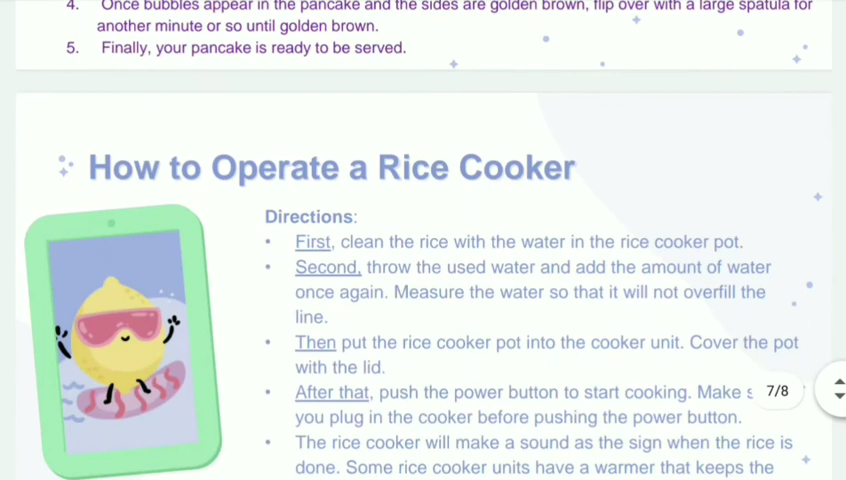 4. Once bubbles appear in the pancake and the sides are golden brown, flip over with a large spatula for
another minute or so until golden brown.
5. Finally, your pancake is ready to be served.
How to Operate a Rice Cooker
Directions:
• First, clean the rice with the water in the rice cooker pot.
• Second, throw the used water and add the amount of water
once again. Measure the water so that it will not overfill the
line.
• Then put the rice cooker pot into the cooker unit. Cover the pot
with the lid.
• After that, push the power button to start cooking. Make
you plug in the cooker before pushing the power button.
7/8
• The rice cooker will make a sound as the sign when the rice is
done. Some rice cooker units have a warmer that keeps the